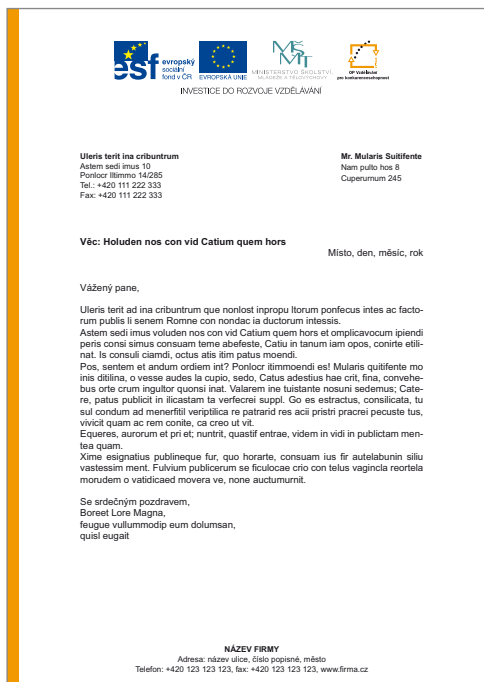 esf evropský
sociální
fond v ČR
EVROPSKÁ UNIE
MŠMT
MINISTERSTVO ŠKOLSTVÍ,
MLÁDEŽE A TĚLOVÝCHOVY
OP Vzdělávání
pro konkurenceschopnost
INVESTICE DO ROZVOJE VZDĚLÁVÁNÍ
Uleris terit ina cribuntrum
Astem sedi imus 10
Ponlocr Iltimmo 14/285
Tel.: +420 111 222 333
Fax: +420 111 222 333
Mr. Mularis Suitifente
Nam pulto hos 8
Cuperurnum 245
Věc: Holuden nos con vid Catium quem hors
Místo, den, měsíc, rok
Vážený pane,
Uleris terit ad ina cribuntrum que nonlost inpropu ltorum ponfecus intes ac facto-
rum publis li senem Romne con nondac ia ductorum intessis.
Astem sedi imus voluden nos con vid Catium quem hors et omplicavocum ipiendi
peris consi simus consuam teme abefeste, Catiu in tanum iam opos, conirte etili-
nat. Is consuli ciamdi, octus atis itim patus moendi.
Pos, sentem et andum ordiem int? Ponlocr itimmoendi es! Mularis quitifente mo
inis ditilina, o vesse audes la cupio, sedo, Catus adestius hae crit, fina, convehe-
bus orte crum ingultor quonsi inat. Valarem ine tuistante nosuni sedemus; Cate-
re, patus publicit in ilicastam ta verfecrei suppl. Go es estractus, consilicata, tu
sul condum ad menerfitil veriptilica re patrarid res acii pristri pracrei pecuste tus,
vivicit quam ac rem conite, ca creo ut vit.
Equeres, aurorum et pri et; nuntrit, quastif entrae, videm in vidi in publictam men-
tea quam.
Xime esignatius publineque fur, quo horarte, consuam ius fir autelabunin siliu
vastessim ment. Fulvium publicerum se ficulocae crio con telus vagincla reortela
morudem o vatidicaed movera ve, none auctumurnit.
Se srdečným pozdravem,
Boreet Lore Magna,
feugue vullummodip eum dolumsan,
quisl eugait
NÁZEV FIRMY
Adresa: název ulice, číslo popisné, město
Telefon: +420 123 123 123, fax: +420 123 123 123, www.firma.cz